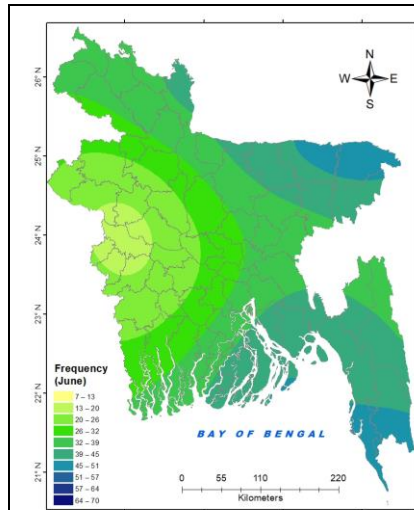 N
W E
S
26° N
25° N
24° N
23° N
22° N
21° N
Frequency
(June)
7 – 13
13 – 20
20 – 26
26 – 32
32 – 39
39 – 45
45 – 51
51 – 57
57 – 64
64 – 70
BAY OF BENGAL
0 55 110 220
Kilometers